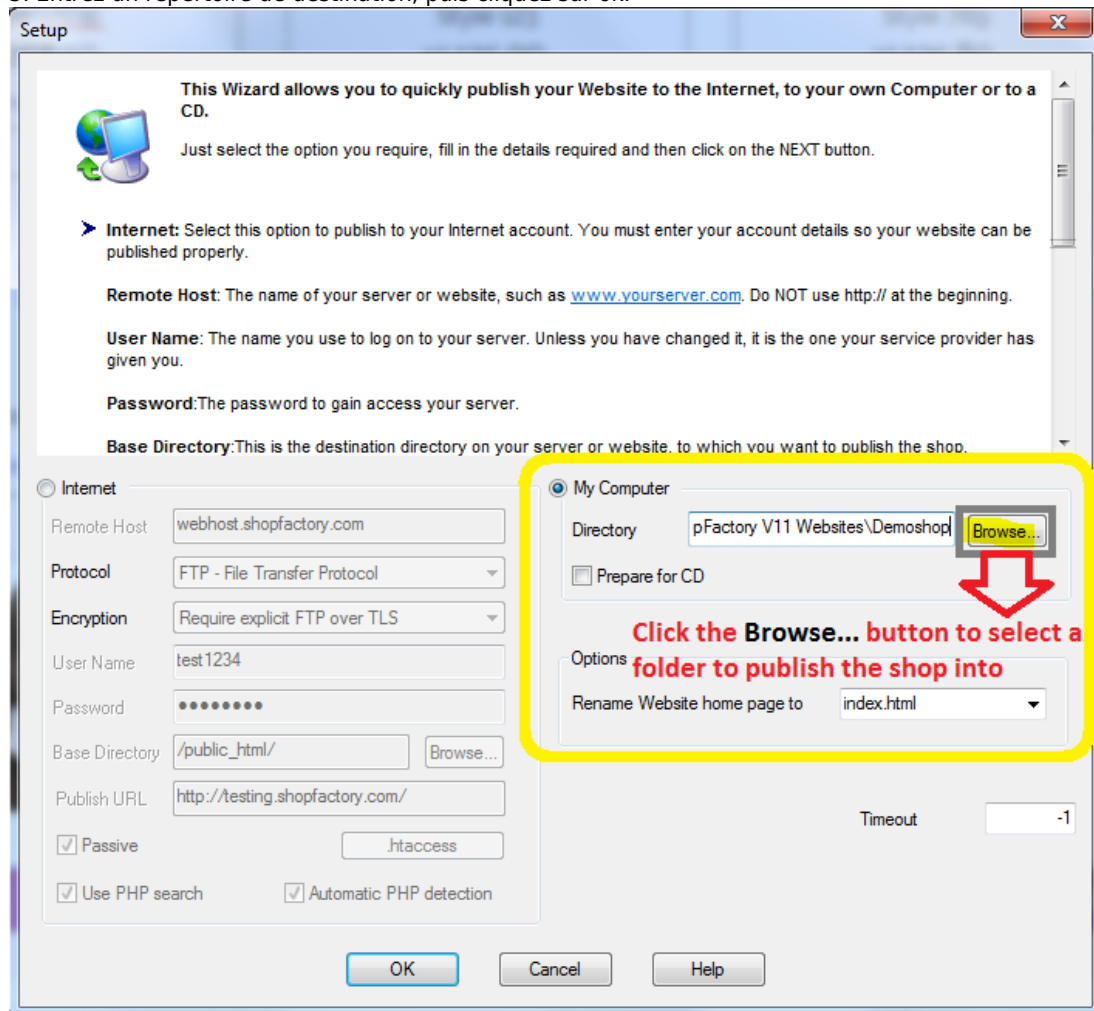 Setup
This Wizard allows you to quickly publish your Website to the Internet, to your own Computer or to a
CD.
Just select the option you require, fill in the details required and then click on the NEXT button.
Internet: Select this option to publish to your Internet account. You must enter your account details so your website can be
published properly.
Remote Host: The name of your server or website, such as www.yourserver.com. Do NOT use http:// at the beginning.
User Name: The name you use to log on to your server. Unless you have changed it, it is the one your service provider has
given you.
Password:The password to gain access your server.
Base Directory:This is the destination directory on your server or website, to which you want to publish the shop.
Internet
Remote Host webhost.shopfactory.com
Protocol FTP - File Transfer Protocol
Encryption Require explicit FTP over TLS
User Name test1234
Password ●●●●●●●●
Base Directory /public_html/ Browse...
Publish URL http://testing.shopfactory.com/
Passive .htaccess
Use PHP search Automatic PHP detection
My Computer
Directory pFactory V11 Websites\Demoshop Browse...
Prepare for CD
Click the Browse... button to select a
folder to publish the shop into
Options
Rename Website home page to index.html
Timeout -1
OK Cancel Help